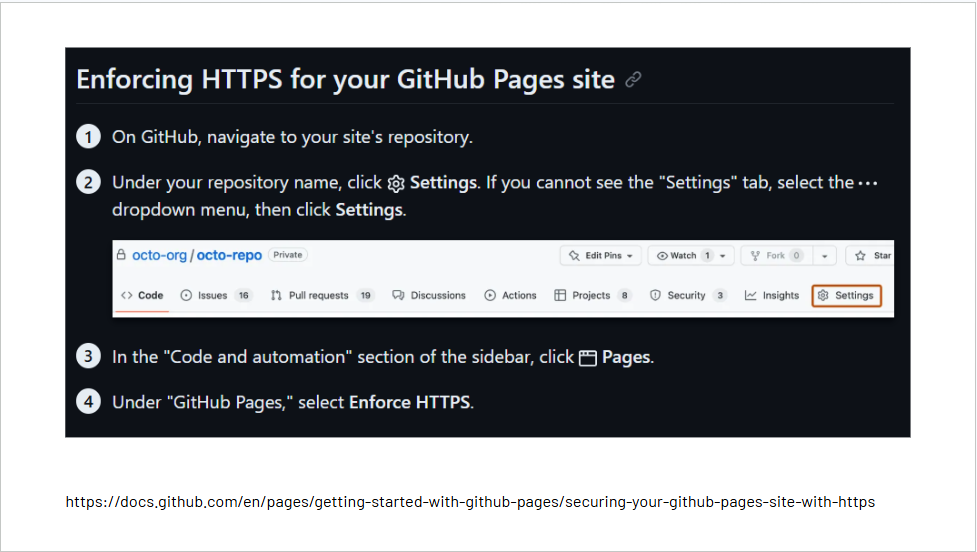 Enforcing HTTPS for your GitHub Pages site
1 On GitHub, navigate to your site's repository.
2 Under your repository name, click Settings. If you cannot see the "Settings" tab, select the ···
dropdown menu, then click Settings.
octo-org / octo-repo Private Edit Pins Watch 1 Fork 0 Star
<> Code Issues 16 Pull requests 19 Discussions Actions Projects 8 Security 3 Insights Settings
3 In the "Code and automation" section of the sidebar, click Pages.
4 Under "GitHub Pages," select Enforce HTTPS.
https://docs.github.com/en/pages/getting-started-with-github-pages/securing-your-github-pages-site-with-https